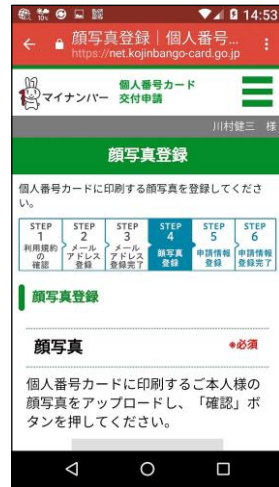 10% 14:53
顔写真登録｜個人番号...
https://net.kojinbango-card.go.jp
マイナンバー 個人番号カード
交付申請
川村健三 様
顔写真登録
個人番号カードに印刷する顔写真を登録してくださ
い。
STEP STEP STEP STEP STEP STEP
1 2 3 4 5 6
利用規約の確認 メールアドレス登録 メールアドレス登録完了 顔写真登録 申請情報登録 申請情報登録完了
顔写真登録
顔写真 *必須
個人番号カードに印刷するご本人様の
顔写真をアップロードし、「確認」ボ
タンを押してください。